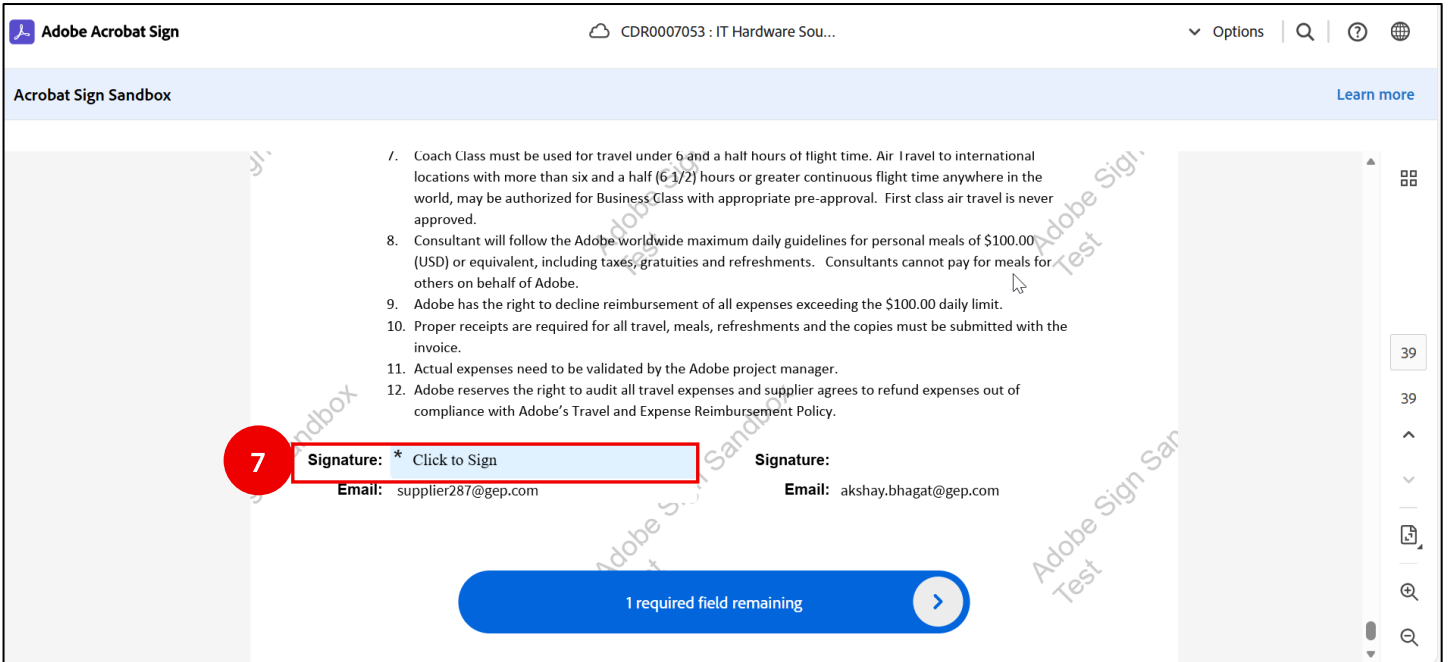 Adobe Acrobat Sign
CDR0007053 : IT Hardware Sou...
Options
Acrobat Sign Sandbox
Learn more
7. Coach Class must be used for travel under 6 and a half hours of flight time. Air Travel to international
locations with more than six and a half (6 1/2) hours or greater continuous flight time anywhere in the
world, may be authorized for Business Class with appropriate pre-approval.  First class air travel is never
approved.
8. Consultant will follow the Adobe worldwide maximum daily guidelines for personal meals of $100.00
(USD) or equivalent, including taxes, gratuities and refreshments.   Consultants cannot pay for meals for
others on behalf of Adobe.
9. Adobe has the right to decline reimbursement of all expenses exceeding the $100.00 daily limit.
10. Proper receipts are required for all travel, meals, refreshments and the copies must be submitted with the
invoice.
11. Actual expenses need to be validated by the Adobe project manager.
12. Adobe reserves the right to audit all travel expenses and supplier agrees to refund expenses out of
compliance with Adobe's Travel and Expense Reimbursement Policy.
39
39
7 Signature: * Click to Sign
Signature:
Email: supplier287@gep.com
Email: akshay.bhagat@gep.com
1 required field remaining
Adobe Sign
Test
Adobe Sign
Test
Sandbox
Adobe Sign Sandbox
Adobe Sign San
Test